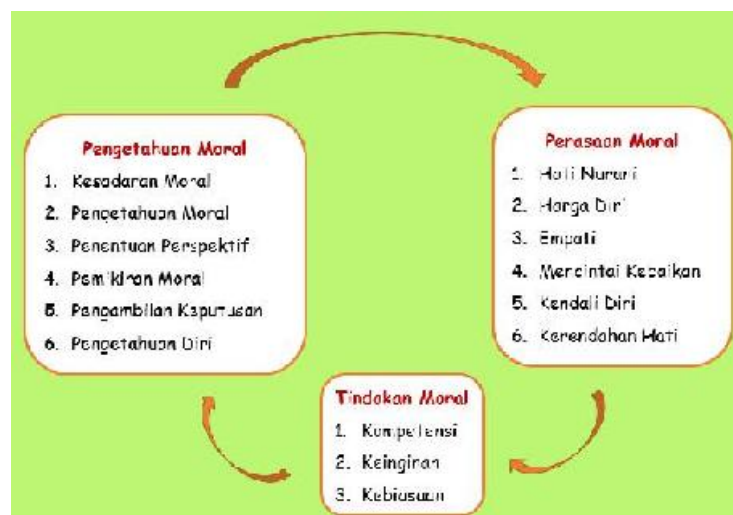 Pengetahuan Moral
1. Kesadaran Moral
2. Pengetahuan Moral
3. Penentuan Perspektif
4. Pemikiran Moral
5. Pengambilan Keputusan
6. Pengetahuan Diri
Perasaan Moral
1. Hati Nurani
2. Harga Diri
3. Empati
4. Mencintai Kebaikan
5. Kendali Diri
6. Kerendahan Hati
Tindakan Moral
1. Kompetensi
2. Keinginan
3. Kebiasaan